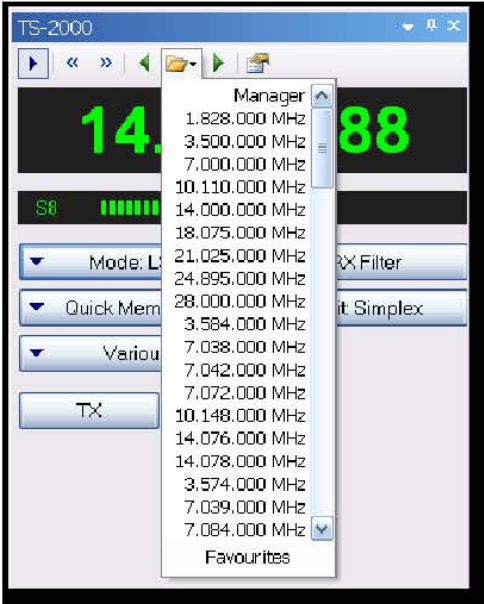 TS-2000
Manager
1.828.000 MHz
3.500.000 MHz
7.000.000 MHz
10.110.000 MHz
14.000.000 MHz
18.075.000 MHz
21.025.000 MHz
24.895.000 MHz
28.000.000 MHz
3.584.000 MHz
7.038.000 MHz
7.042.000 MHz
7.072.000 MHz
10.148.000 MHz
14.076.000 MHz
14.078.000 MHz
3.574.000 MHz
7.039.000 MHz
7.084.000 MHz
Favourites
14. 88
S8
Mode: L
RX Filter
Quick Mem
it: Simplex
Variou
TX